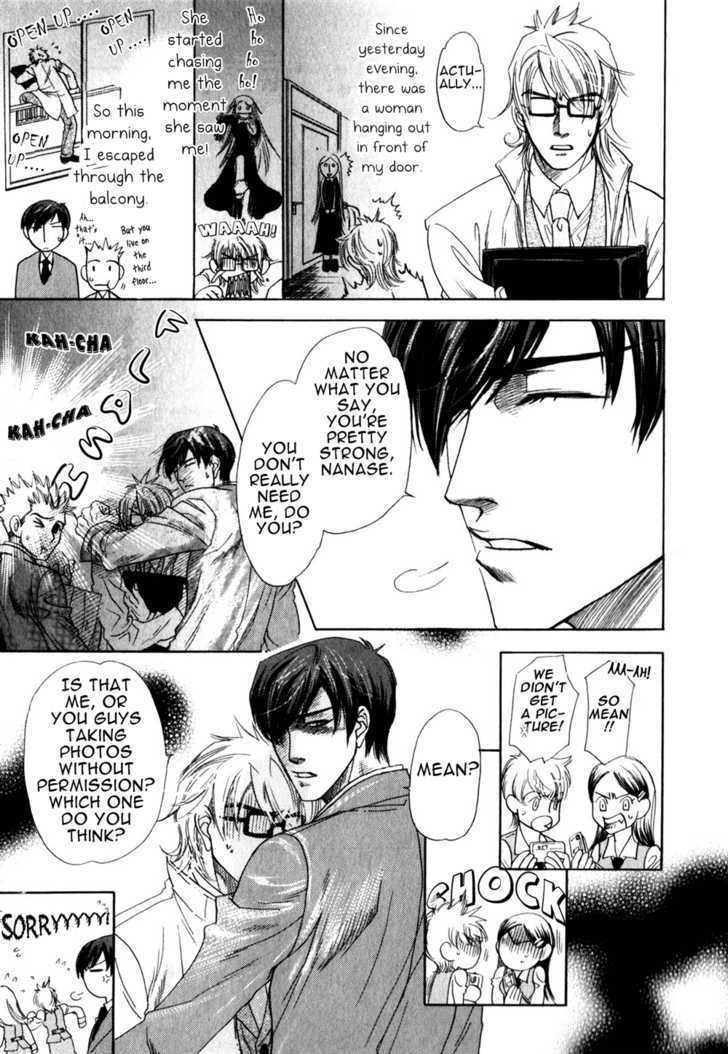 ACTU-
ALLY...
Since
yesterday
evening,
there was
a woman
hanging out
in front of
my door.
Ho
ho
ho
ho!
She
started
chasing
me the
moment
she saw
me!
WAAAH!
OPEN UP....
OPEN
UP....
OPEN
UP....
So this
morning,
I escaped
through the
balcony.
But you
live on
the
third
floor...
Ah...
that's
it...
NO
MATTER
WHAT YOU
SAY,
YOU'RE
PRETTY
STRONG,
NANASE.
YOU
DON'T
REALLY
NEED
ME, DO
YOU?
KAH-CHA
KAH-CHA
AAA-AH!
SO
MEAN
!!
WE
DIDN'T
GET
A PIC-
TURE!
MEAN?
IS THAT
ME, OR
YOU GUYS
TAKING
PHOTOS
WITHOUT
PERMISSION?
WHICH ONE
DO YOU
THINK?
SHOCK
SORRYYYYY!